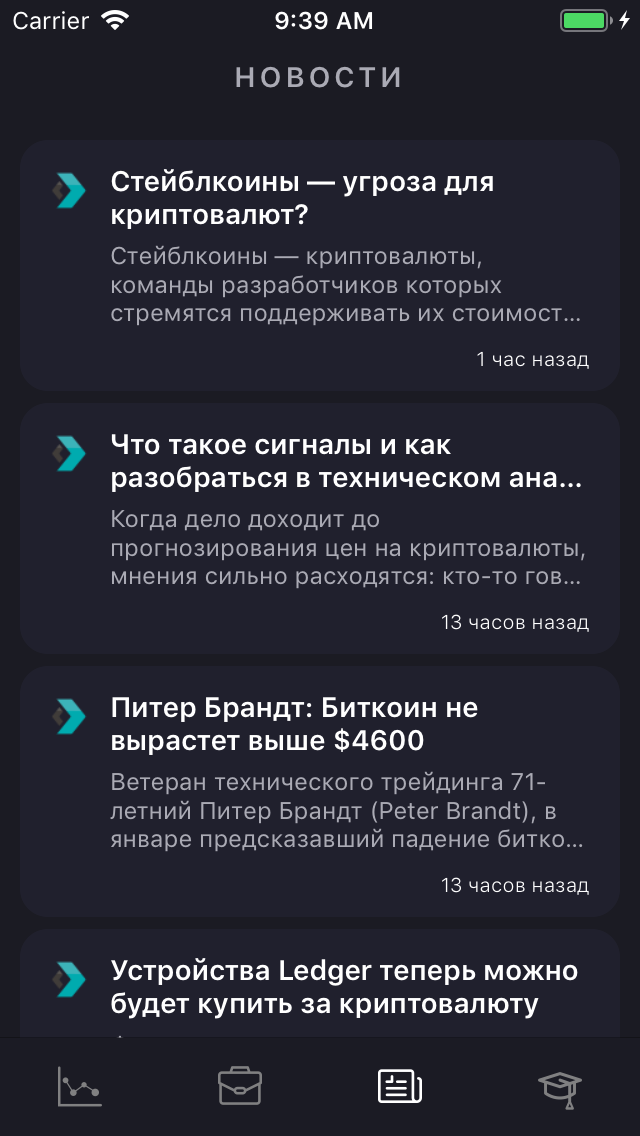 Carrier 9:39 AM
НОВОСТИ
Стейблкоины — угроза для
криптовалют?
Стейблкоины — криптовалюты,
команды разработчиков которых
стремятся поддерживать их стоимост...
1 час назад
Что такое сигналы и как
разобраться в техническом ана...
Когда дело доходит до
прогнозирования цен на криптовалюты,
мнения сильно расходятся: кто-то гов...
13 часов назад
Питер Брандт: Биткоин не
вырастет выше $4600
Ветеран технического трейдинга 71-
летний Питер Брандт (Peter Brandt), в
январе предсказавший падение битко...
13 часов назад
Устройства Ledger теперь можно
будет купить за криптовалюту